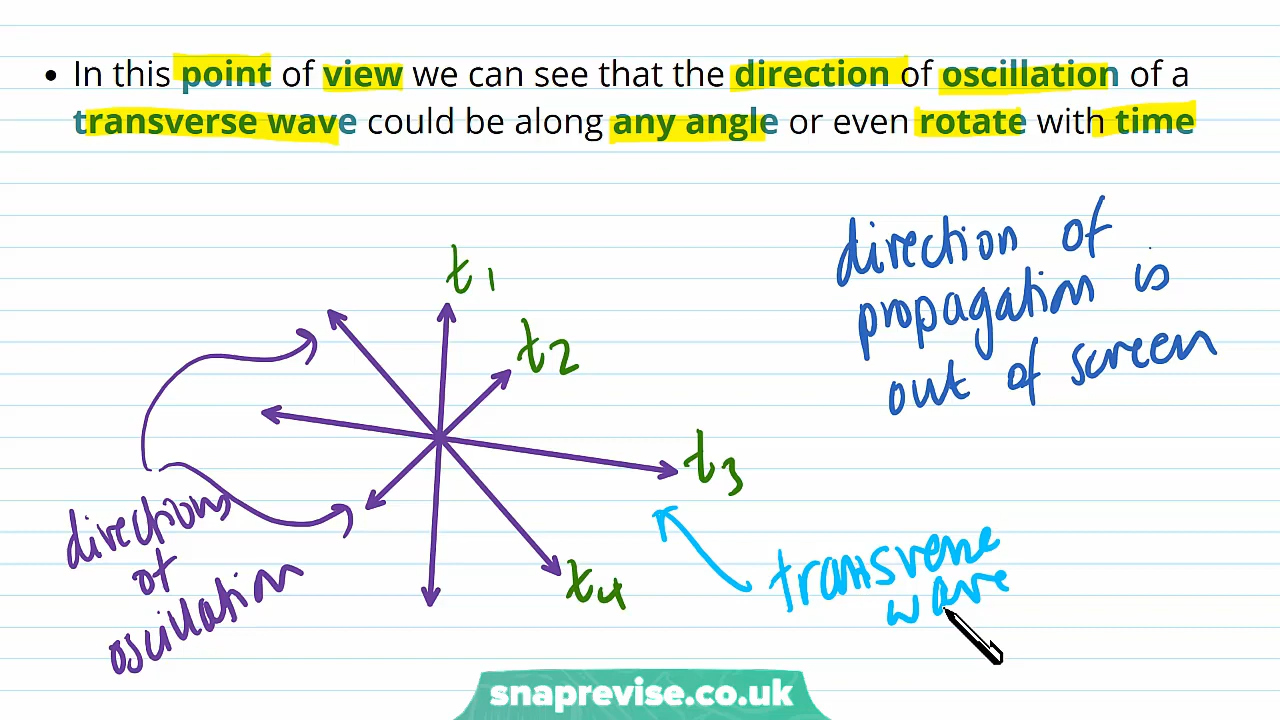 • In this point of view we can see that the direction of oscillation of a
transverse wave could be along any angle or even rotate with time
direction of
propagation is
out of screen
t1
t2
t3
t4
directions
of
oscillation
transverse
wave
snaprevise.co.uk